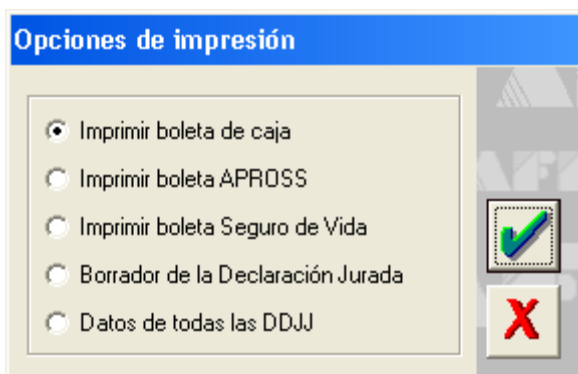 Opciones de impresión
Imprimir boleta de caja
Imprimir boleta APROSS
Imprimir boleta Seguro de Vida
Borrador de la Declaración Jurada
Datos de todas las DDJJ